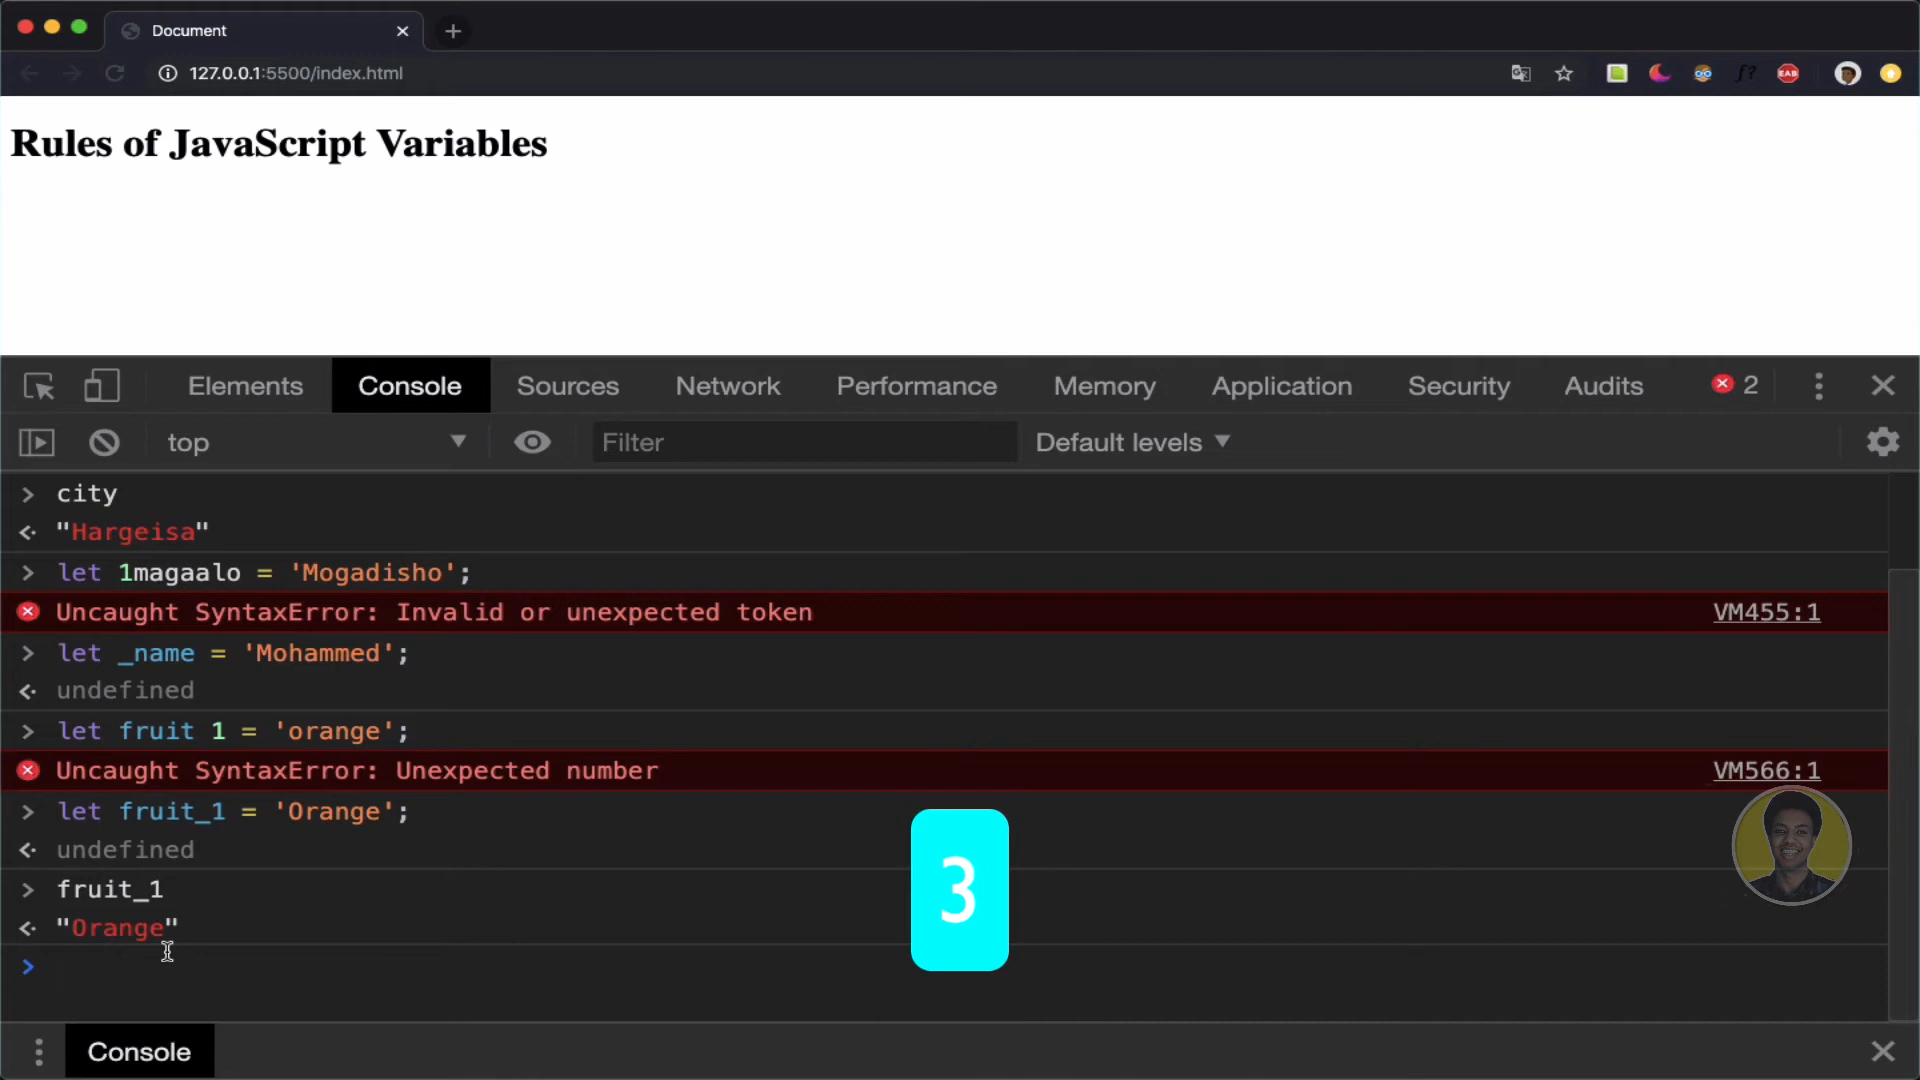 Document
127.0.0.1:5500/index.html
f?
EAB
Rules of JavaScript Variables
Elements Console Sources Network Performance Memory Application Security Audits 2
top Filter Default levels
> city
"Hargeisa"
> let 1magaalo = 'Mogadisho';
Uncaught SyntaxError: Invalid or unexpected token VM455:1
> let _name = 'Mohammed';
undefined
> let fruit 1 = 'orange';
Uncaught SyntaxError: Unexpected number VM566:1
> let fruit_1 = 'Orange';
undefined
> fruit_1
"Orange"
>
3
Console